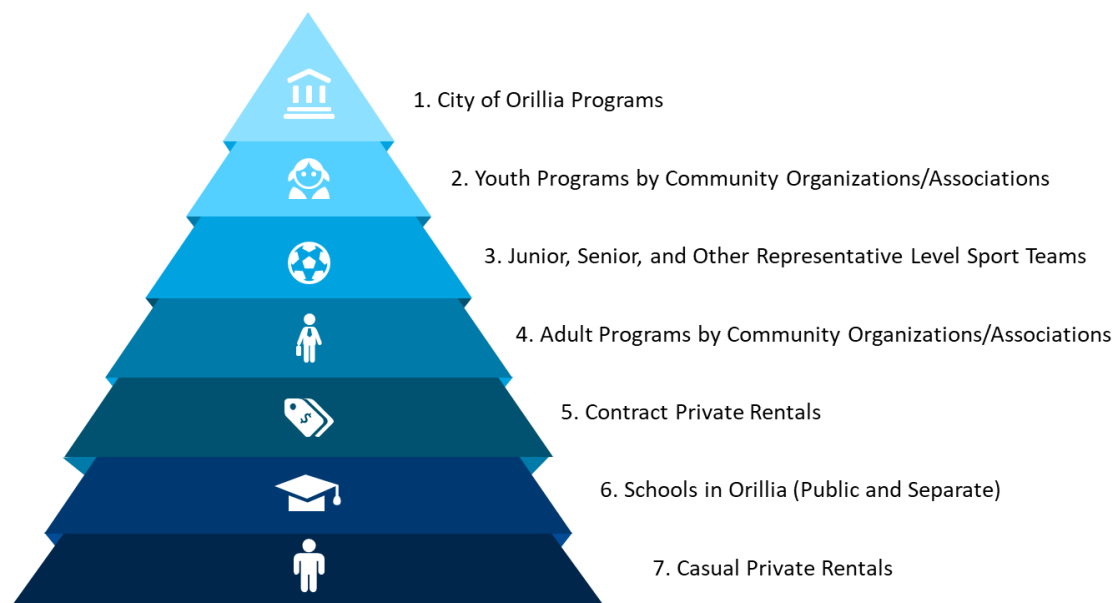 1. City of Orillia Programs
2. Youth Programs by Community Organizations/Associations
3. Junior, Senior, and Other Representative Level Sport Teams
4. Adult Programs by Community Organizations/Associations
$
5. Contract Private Rentals
6. Schools in Orillia (Public and Separate)
7. Casual Private Rentals